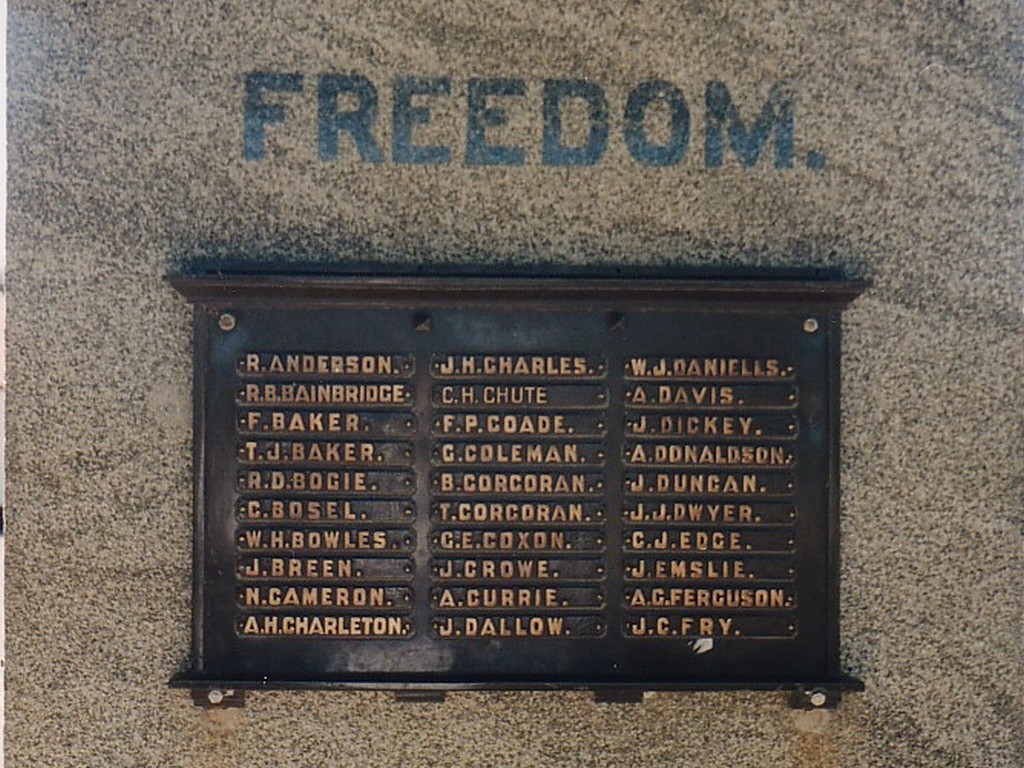 FREEDOM.
R.ANDERSON.
R.B.BAINBRIDGE
F.BAKER.
T.J.BAKER.
R.D.BOGIE.
C.BOSEL.
W.H.BOWLES.
J.BREEN.
N.CAMERON.
A.H.CHARLETON.
J.H.CHARLES.
C.H.CHUTE
F.P.COADE.
G.COLEMAN.
B.CORCORAN.
T.CORCORAN.
G.E.COXON.
J.CROWE.
A.CURRIE.
J.DALLOW.
W.J.DANIELLS.
A.DAVIS.
J.DICKEY.
A.DONALDSON.
J.DUNCAN.
J.J.DWYER.
C.J.EDGE.
J.EMSLIE.
A.G.FERGUSON.
J.C.FRY.